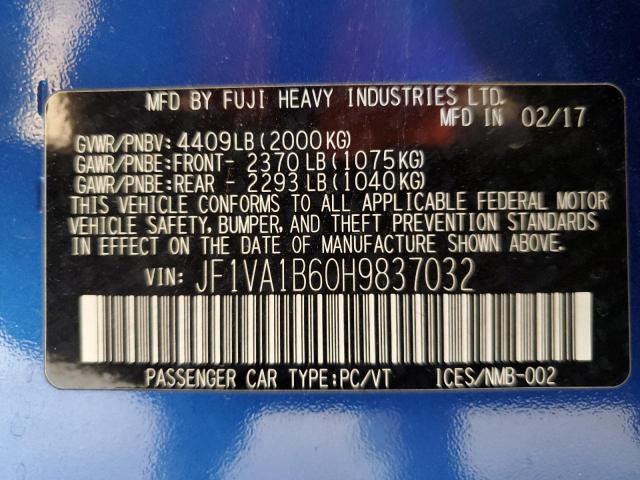 MFD BY FUJI HEAVY INDUSTRIES LTD.
MFD IN 02/17
GVWR/PNBV: 4409LB (2000KG)
GAWR/PNBE:FRONT- 2370 LB (1075KG)
GAWR/PNBE:REAR - 2293 LB (1040KG)
THIS VEHICLE CONFORMS TO ALL APPLICABLE FEDERAL MOTOR
VEHICLE SAFETY, BUMPER, AND THEFT PREVENTION STANDARDS
IN EFFECT ON THE DATE OF MANUFACTURE SHOWN ABOVE.
VIN: JF1VA1B60H9837032
PASSENGER CAR TYPE:PC/VT ICES/NMB-002